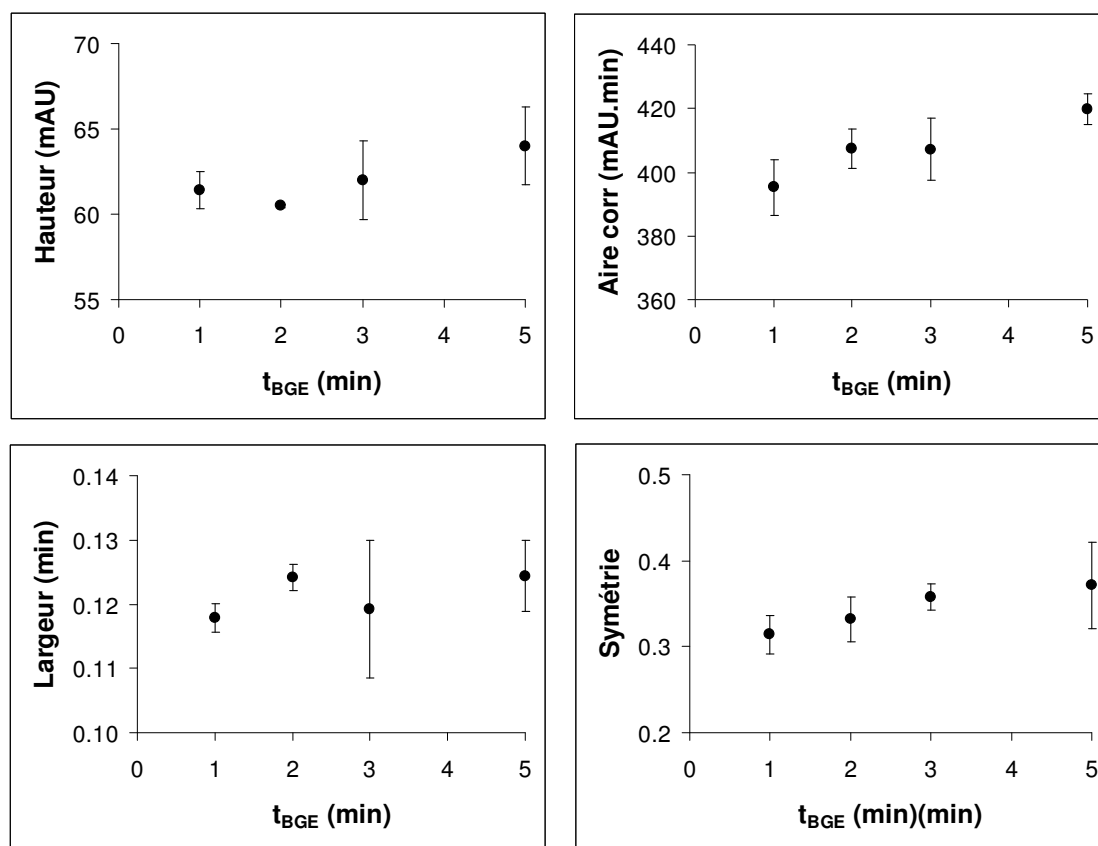 Hauteur (mAU)
70
65
60
55
0 1 2 3 4 5
tBGE (min)
Aire corr (mAU.min)
440
420
400
380
360
0 1 2 3 4 5
tBGE (min)
Largeur (min)
0.14
0.13
0.12
0.11
0.10
0 1 2 3 4 5
tBGE (min)
Symétrie
0.5
0.4
0.3
0.2
0 1 2 3 4 5
tBGE (min)(min)